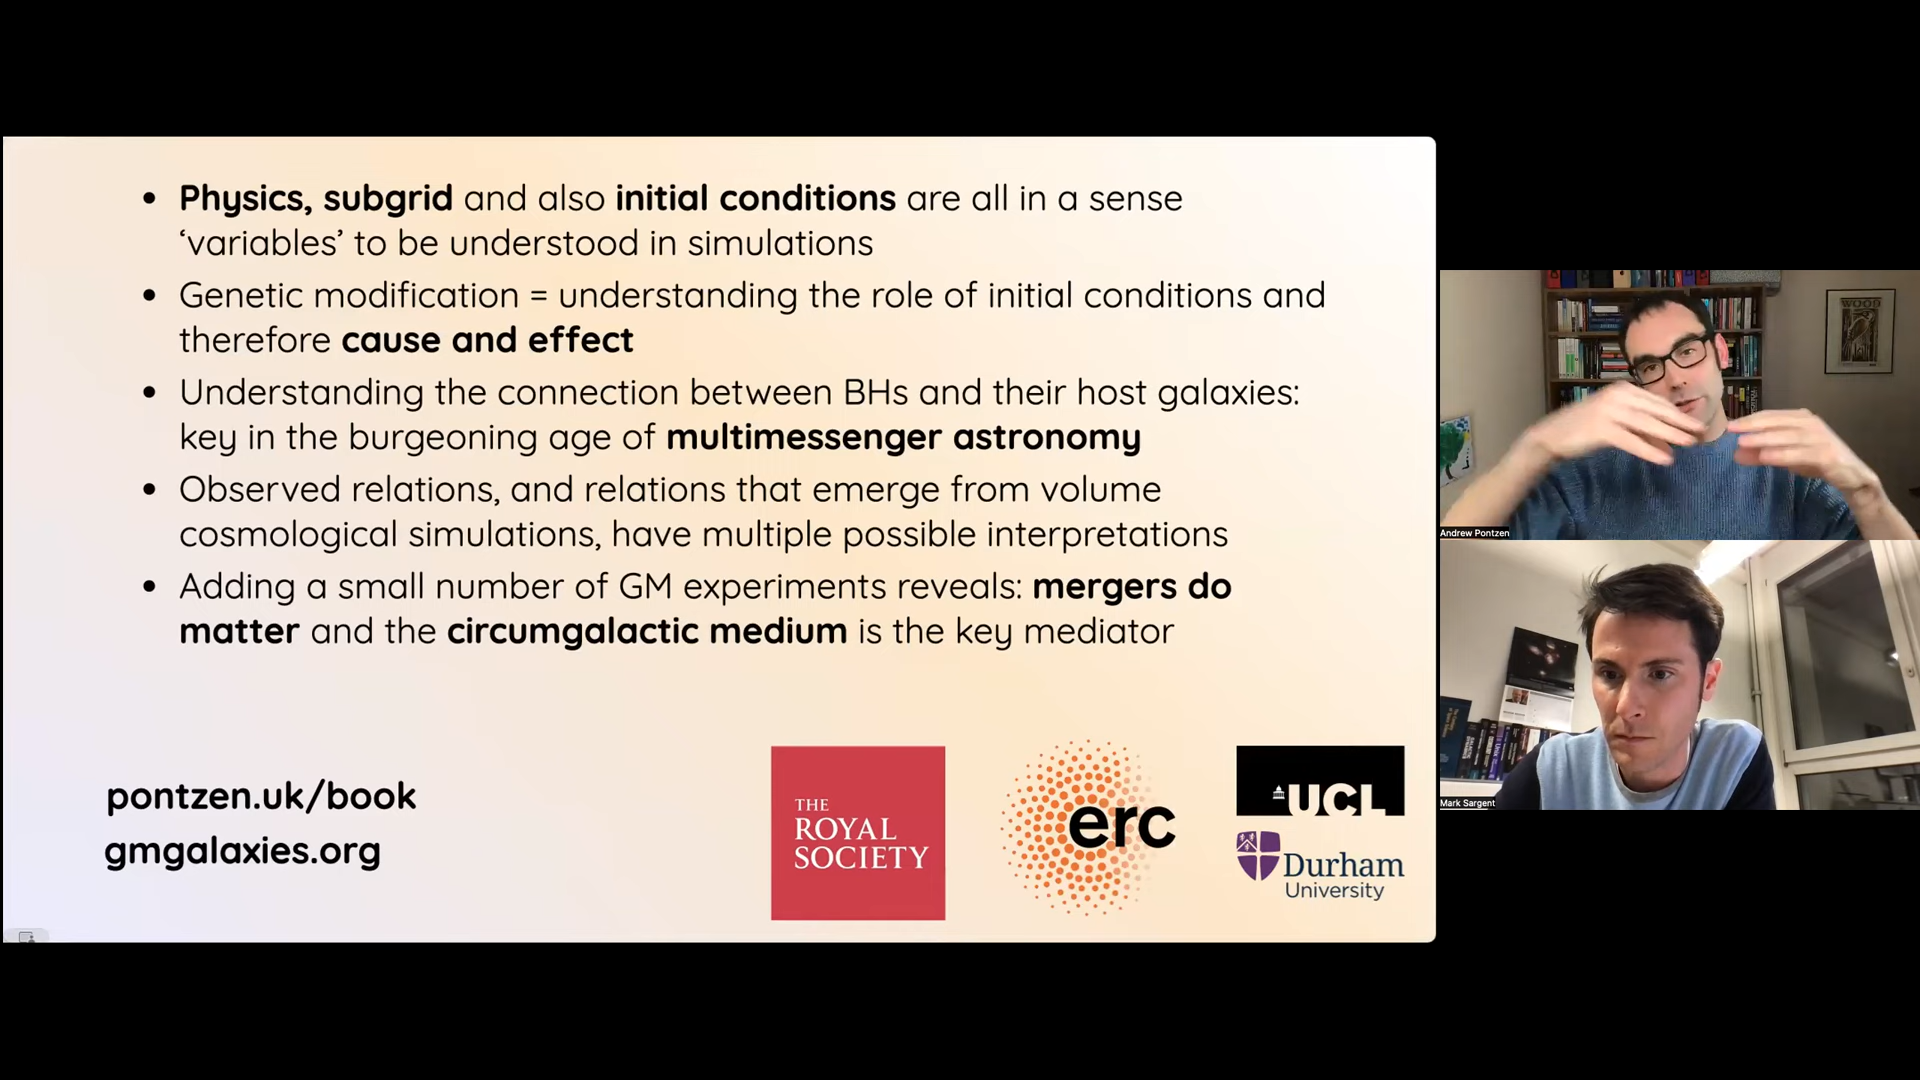 • Physics, subgrid and also initial conditions are all in a sense
‘variables’ to be understood in simulations
• Genetic modification = understanding the role of initial conditions and
therefore cause and effect
• Understanding the connection between BHs and their host galaxies:
key in the burgeoning age of multimessenger astronomy
• Observed relations, and relations that emerge from volume
cosmological simulations, have multiple possible interpretations
• Adding a small number of GM experiments reveals: mergers do
matter and the circumgalactic medium is the key mediator
pontzen.uk/book
gmgalaxies.org
THE
ROYAL
SOCIETY
erc
UCL
Durham
University
WOOD
Andrew Pontzen
Mark Sargent